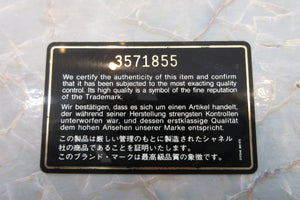 3571855
We certify the authenticity of this item and confirm
that it has been subjected to the most exacting quality
control. Its high quality is a symbol of the fine reputation
of the Trademark.
Wir bestätigen, dass es sich um einen Artikel handelt,
der während seiner Herstellung strengsten Kontrollen
unterworfen war, und dessen erstklassige Qualität
dem hohen Ansehen unserer Marke entspricht.
この製品は厳しい管理のもとに製造されたシャネル
社の商品であることを証明いたします。
このブランド・マークは最高級品質の象徴です。